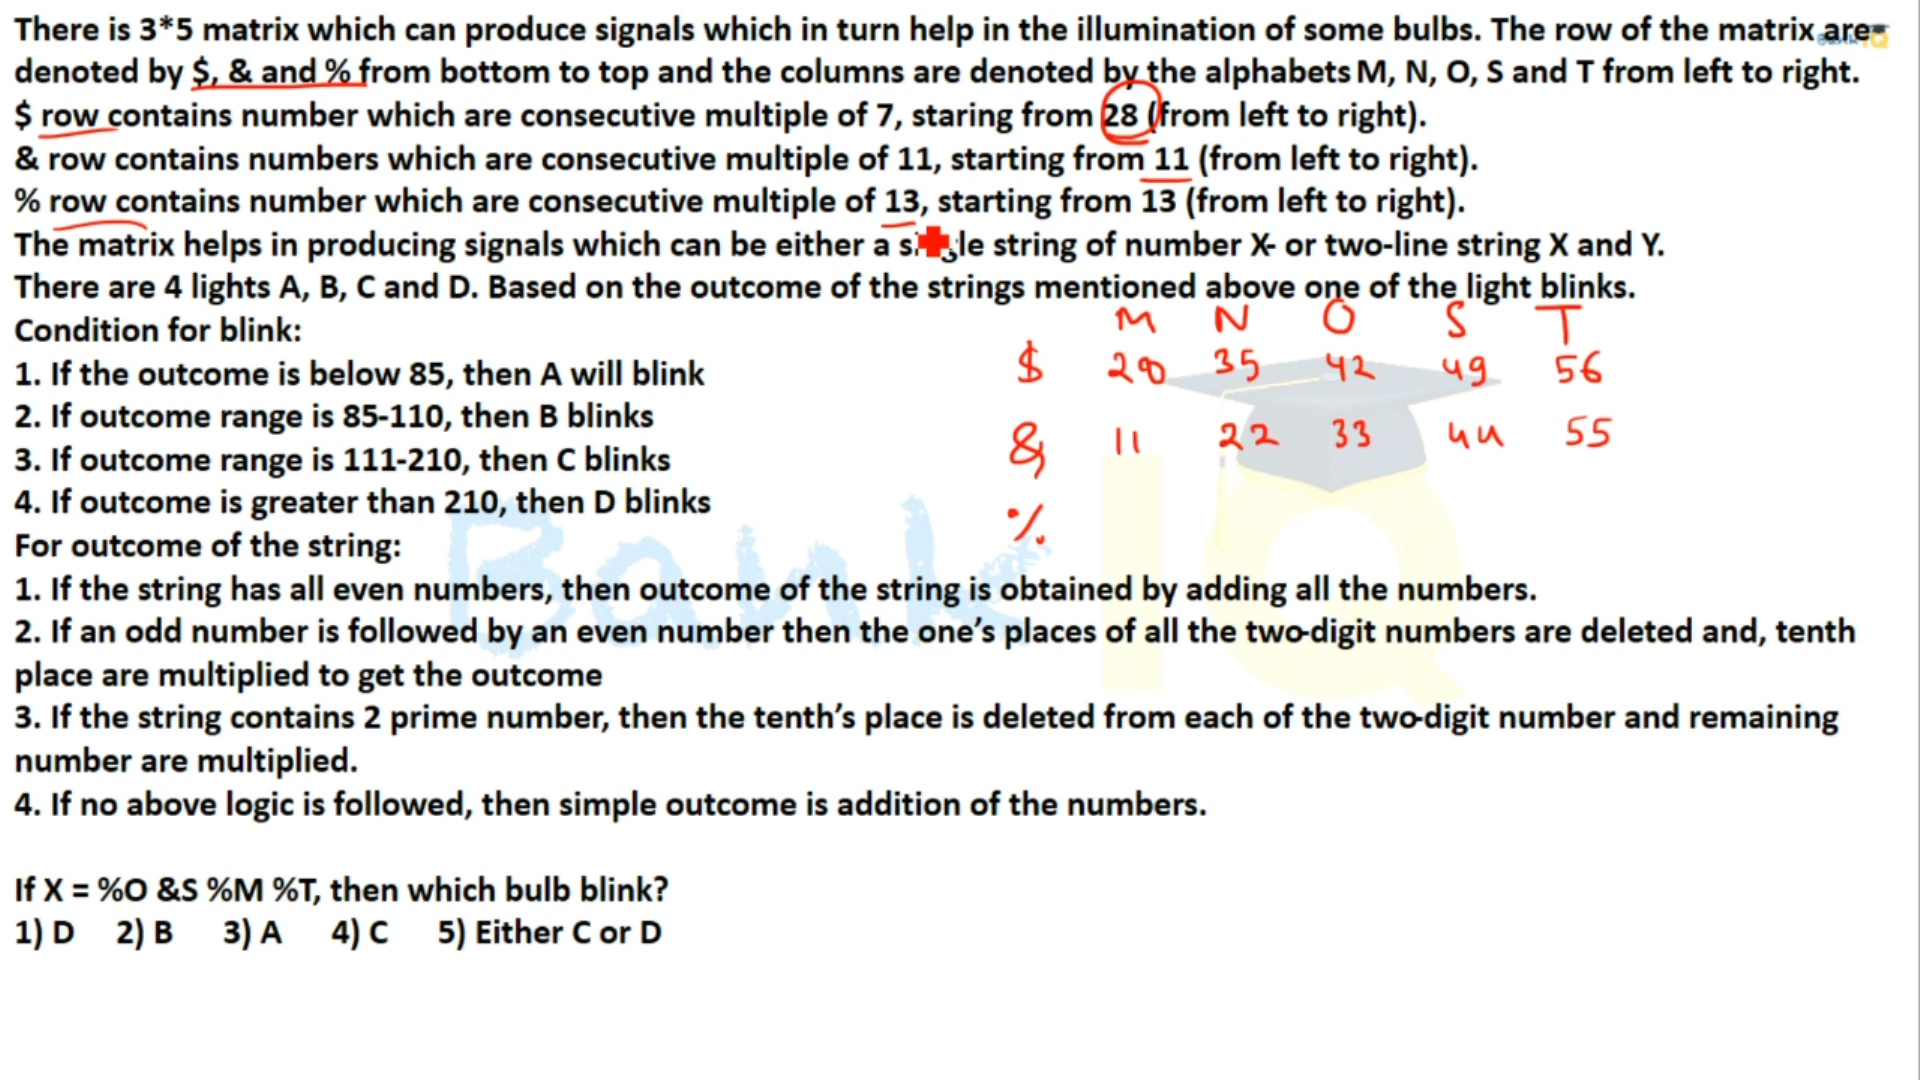 There is 3*5 matrix which can produce signals which in turn help in the illumination of some bulbs. The row of the matrix are
denoted by $, & and % from bottom to top and the columns are denoted by the alphabets M, N, O, S and T from left to right.
$ row contains number which are consecutive multiple of 7, staring from 28 (from left to right).
& row contains numbers which are consecutive multiple of 11, starting from 11 (from left to right).
% row contains number which are consecutive multiple of 13, starting from 13 (from left to right).
The matrix helps in producing signals which can be either a string of number X- or two-line string X and Y.
There are 4 lights A, B, C and D. Based on the outcome of the strings mentioned above one of the light blinks.
Condition for blink:
M N O S T
1. If the outcome is below 85, then A will blink
$ 28 35 42 49 56
2. If outcome range is 85-110, then B blinks
& 11 22 33 44 55
3. If outcome range is 111-210, then C blinks
4. If outcome is greater than 210, then D blinks
%
For outcome of the string:
1. If the string has all even numbers, then outcome of the string is obtained by adding all the numbers.
2. If an odd number is followed by an even number then the one's places of all the two-digit numbers are deleted and, tenth
place are multiplied to get the outcome
3. If the string contains 2 prime number, then the tenth's place is deleted from each of the two-digit number and remaining
number are multiplied.
4. If no above logic is followed, then simple outcome is addition of the numbers.
If X = %O &S %M %T, then which bulb blink?
1) D 2) B 3) A 4) C 5) Either C or D
Bank IQ